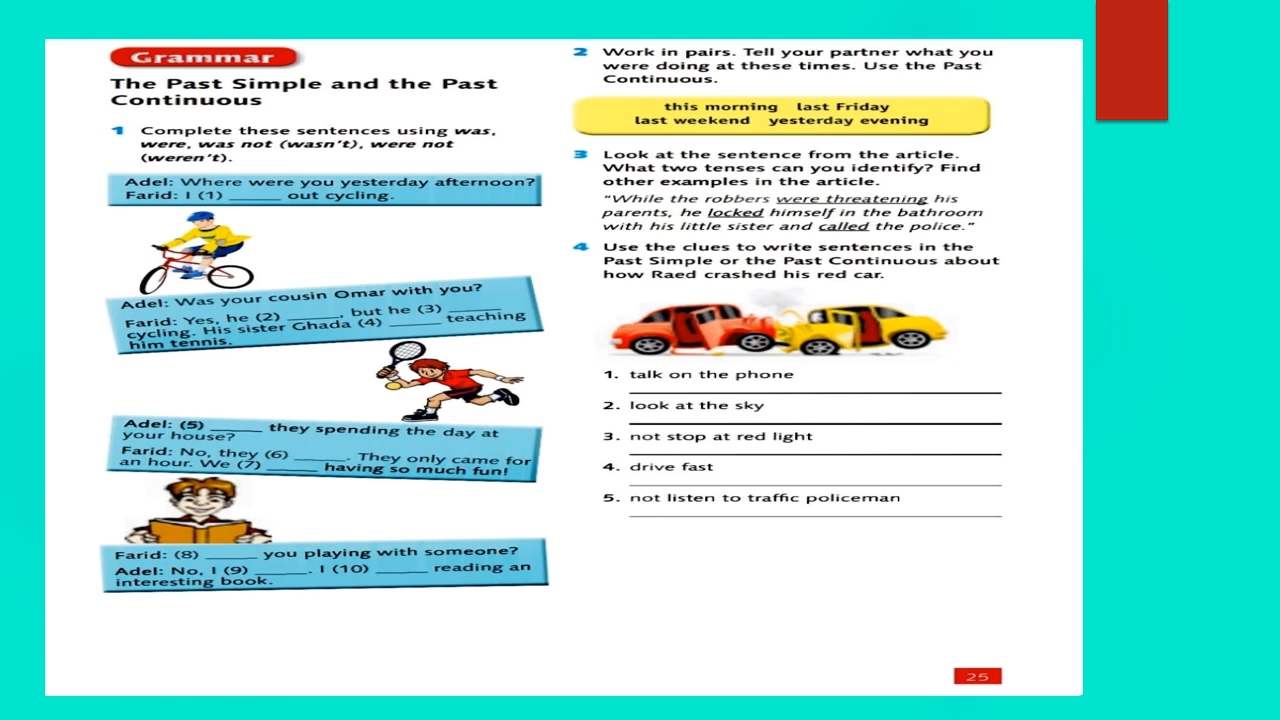 Grammar
The Past Simple and the Past
Continuous
1 Complete these sentences using was,
were, was not (wasn't), were not
(weren't).
Adel: Where were you yesterday afternoon?
Farid: I (1) _____ out cycling.
Adel: Was your cousin Omar with you?
Farid: Yes, he (2) _____, but he (3) _____
cycling. His sister Ghada (4) _____ teaching
him tennis.
Adel: (5) _____ they spending the day at
your house?
Farid: No, they (6) _____. They only came for
an hour. We (7) _____ having so much fun!
Farid: (8) _____ you playing with someone?
Adel: No, I (9) _____. I (10) _____ reading an
interesting book.
2 Work in pairs. Tell your partner what you
were doing at these times. Use the Past
Continuous.
this morning last Friday
last weekend yesterday evening
3 Look at the sentence from the article.
What two tenses can you identify? Find
other examples in the article.
"While the robbers were threatening his
parents, he locked himself in the bathroom
with his little sister and called the police."
4 Use the clues to write sentences in the
Past Simple or the Past Continuous about
how Raed crashed his red car.
1. talk on the phone
2. look at the sky
3. not stop at red light
4. drive fast
5. not listen to traffic policeman
25